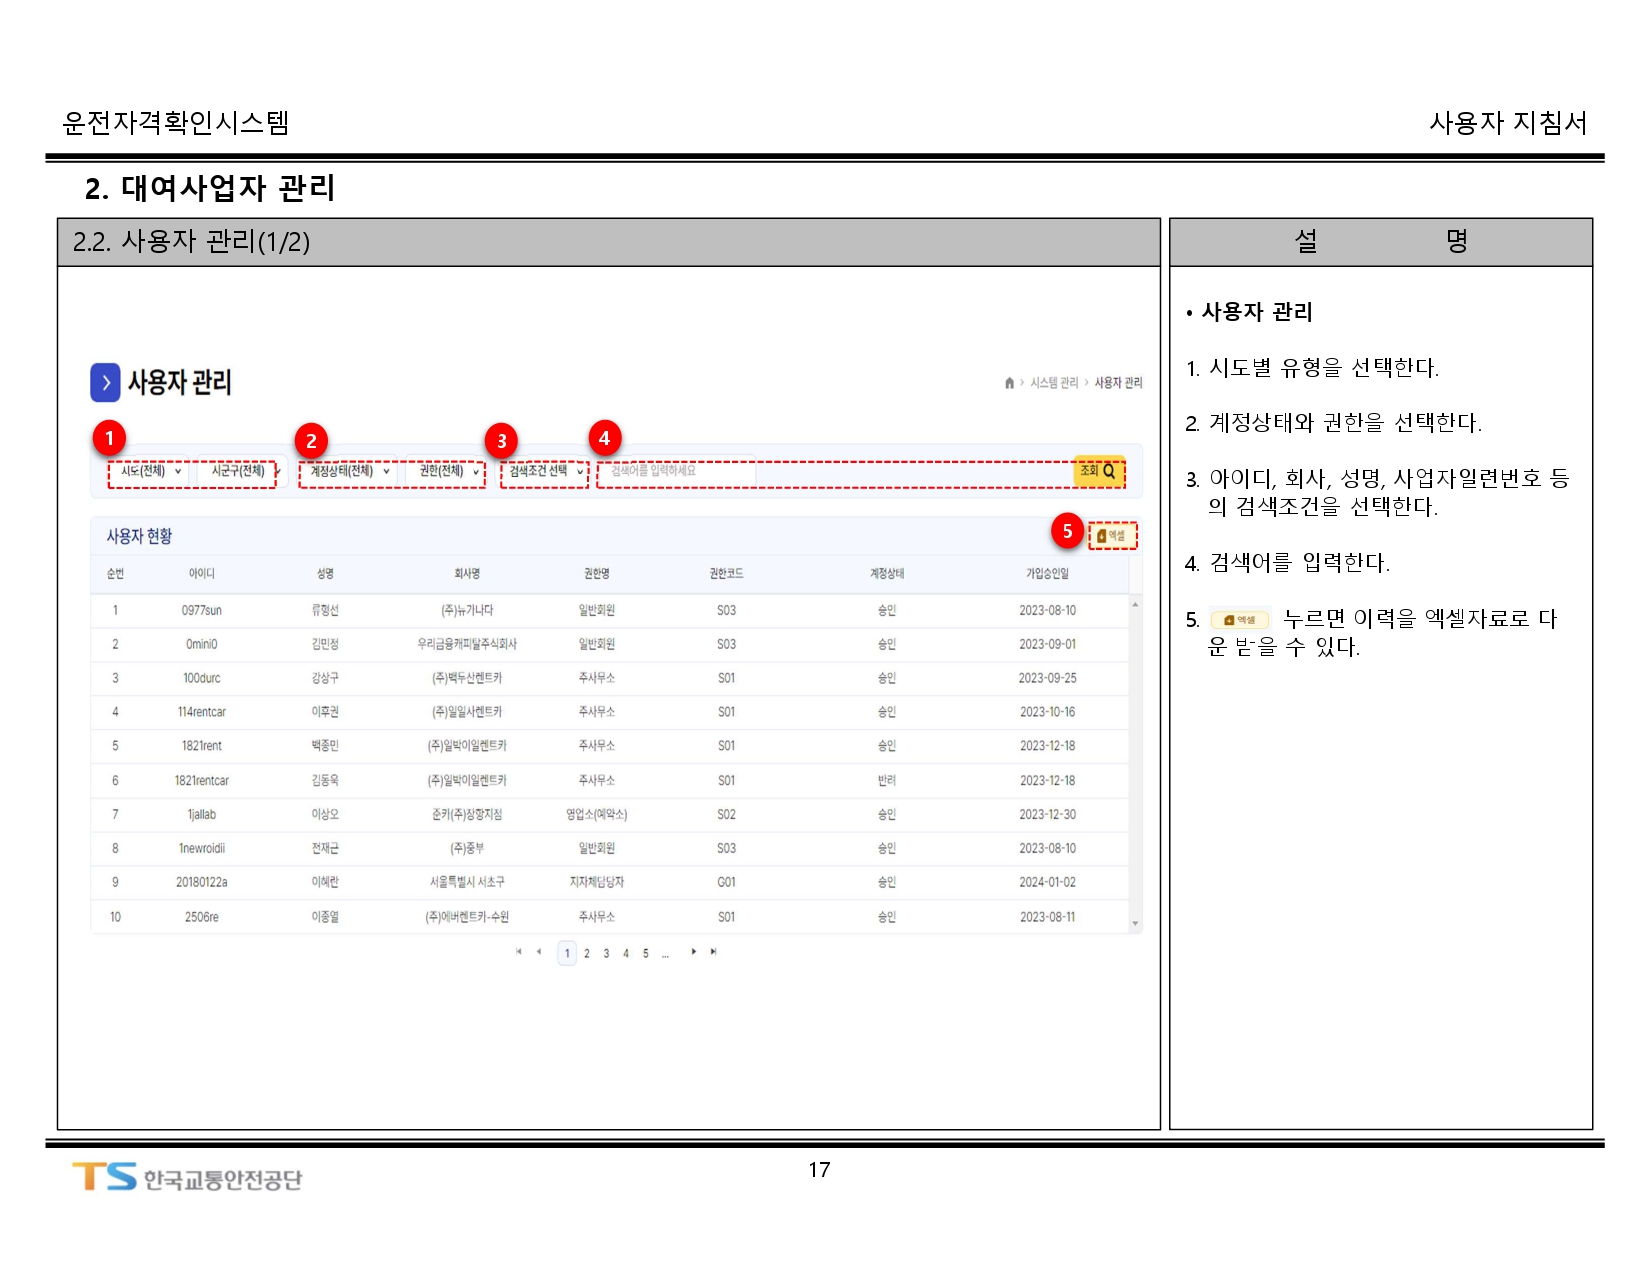 운전자격확인시스템 사용자 지침서
2. 대여사업자 관리
2.2. 사용자 관리(1/2)
설 명
사용자 관리
시스템 관리 > 사용자 관리
1 2 3 4
시도(전체) 시군구(전체) 계정상태(전체) 권한(전체) 검색조건 선택 검색어를 입력하세요 조회
사용자 현황 5 엑셀
순번 아이디 성명 회사명 권한명 권한코드 계정상태 가입승인일
1 0977sun 류형선 (주)뉴가나다 일반회원 S03 승인 2023-08-10
2 0mini0 김민정 우리금융캐피탈주식회사 일반회원 S03 승인 2023-09-01
3 100durc 강상구 (주)백두산렌트카 주사무소 S01 승인 2023-09-25
4 114rentcar 이후권 (주)일일사렌트카 주사무소 S01 승인 2023-10-16
5 1821rent 백종민 (주)일박이일렌트카 주사무소 S01 승인 2023-12-18
6 1821rentcar 김동욱 (주)일박이일렌트카 주사무소 S01 반려 2023-12-18
7 1jallab 이상오 준키(주)장항지점 영업소(예약소) S02 승인 2023-12-30
8 1newroidii 전재근 (주)중부 일반회원 S03 승인 2023-08-10
9 20180122a 이혜란 서울특별시 서초구 지자체담당자 G01 승인 2024-01-02
10 2506re 이종열 (주)에버렌트카-수원 주사무소 S01 승인 2023-08-11
1 2 3 4 5 ...
• 사용자 관리
1. 시도별 유형을 선택한다.
2. 계정상태와 권한을 선택한다.
3. 아이디, 회사, 성명, 사업자일련번호 등
의 검색조건을 선택한다.
4. 검색어를 입력한다.
5. 엑셀 누르면 이력을 엑셀자료로 다
운 받을 수 있다.
TS 한국교통안전공단
17